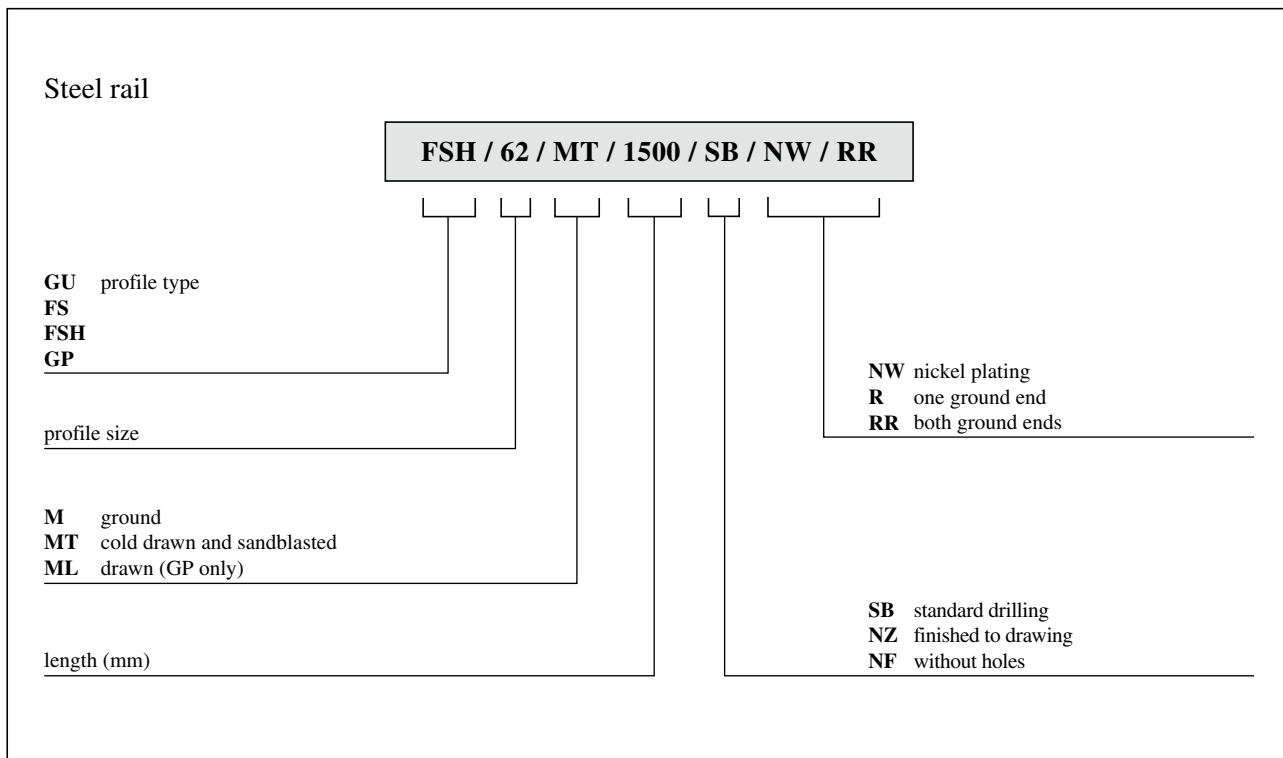 Steel rail
FSH / 62 / MT / 1500 / SB / NW / RR
GU profile type
FS
FSH
GP
profile size
M ground
MT cold drawn and sandblasted
ML drawn (GP only)
length (mm)
NW nickel plating
R one ground end
RR both ground ends
SB standard drilling
NZ finished to drawing
NF without holes